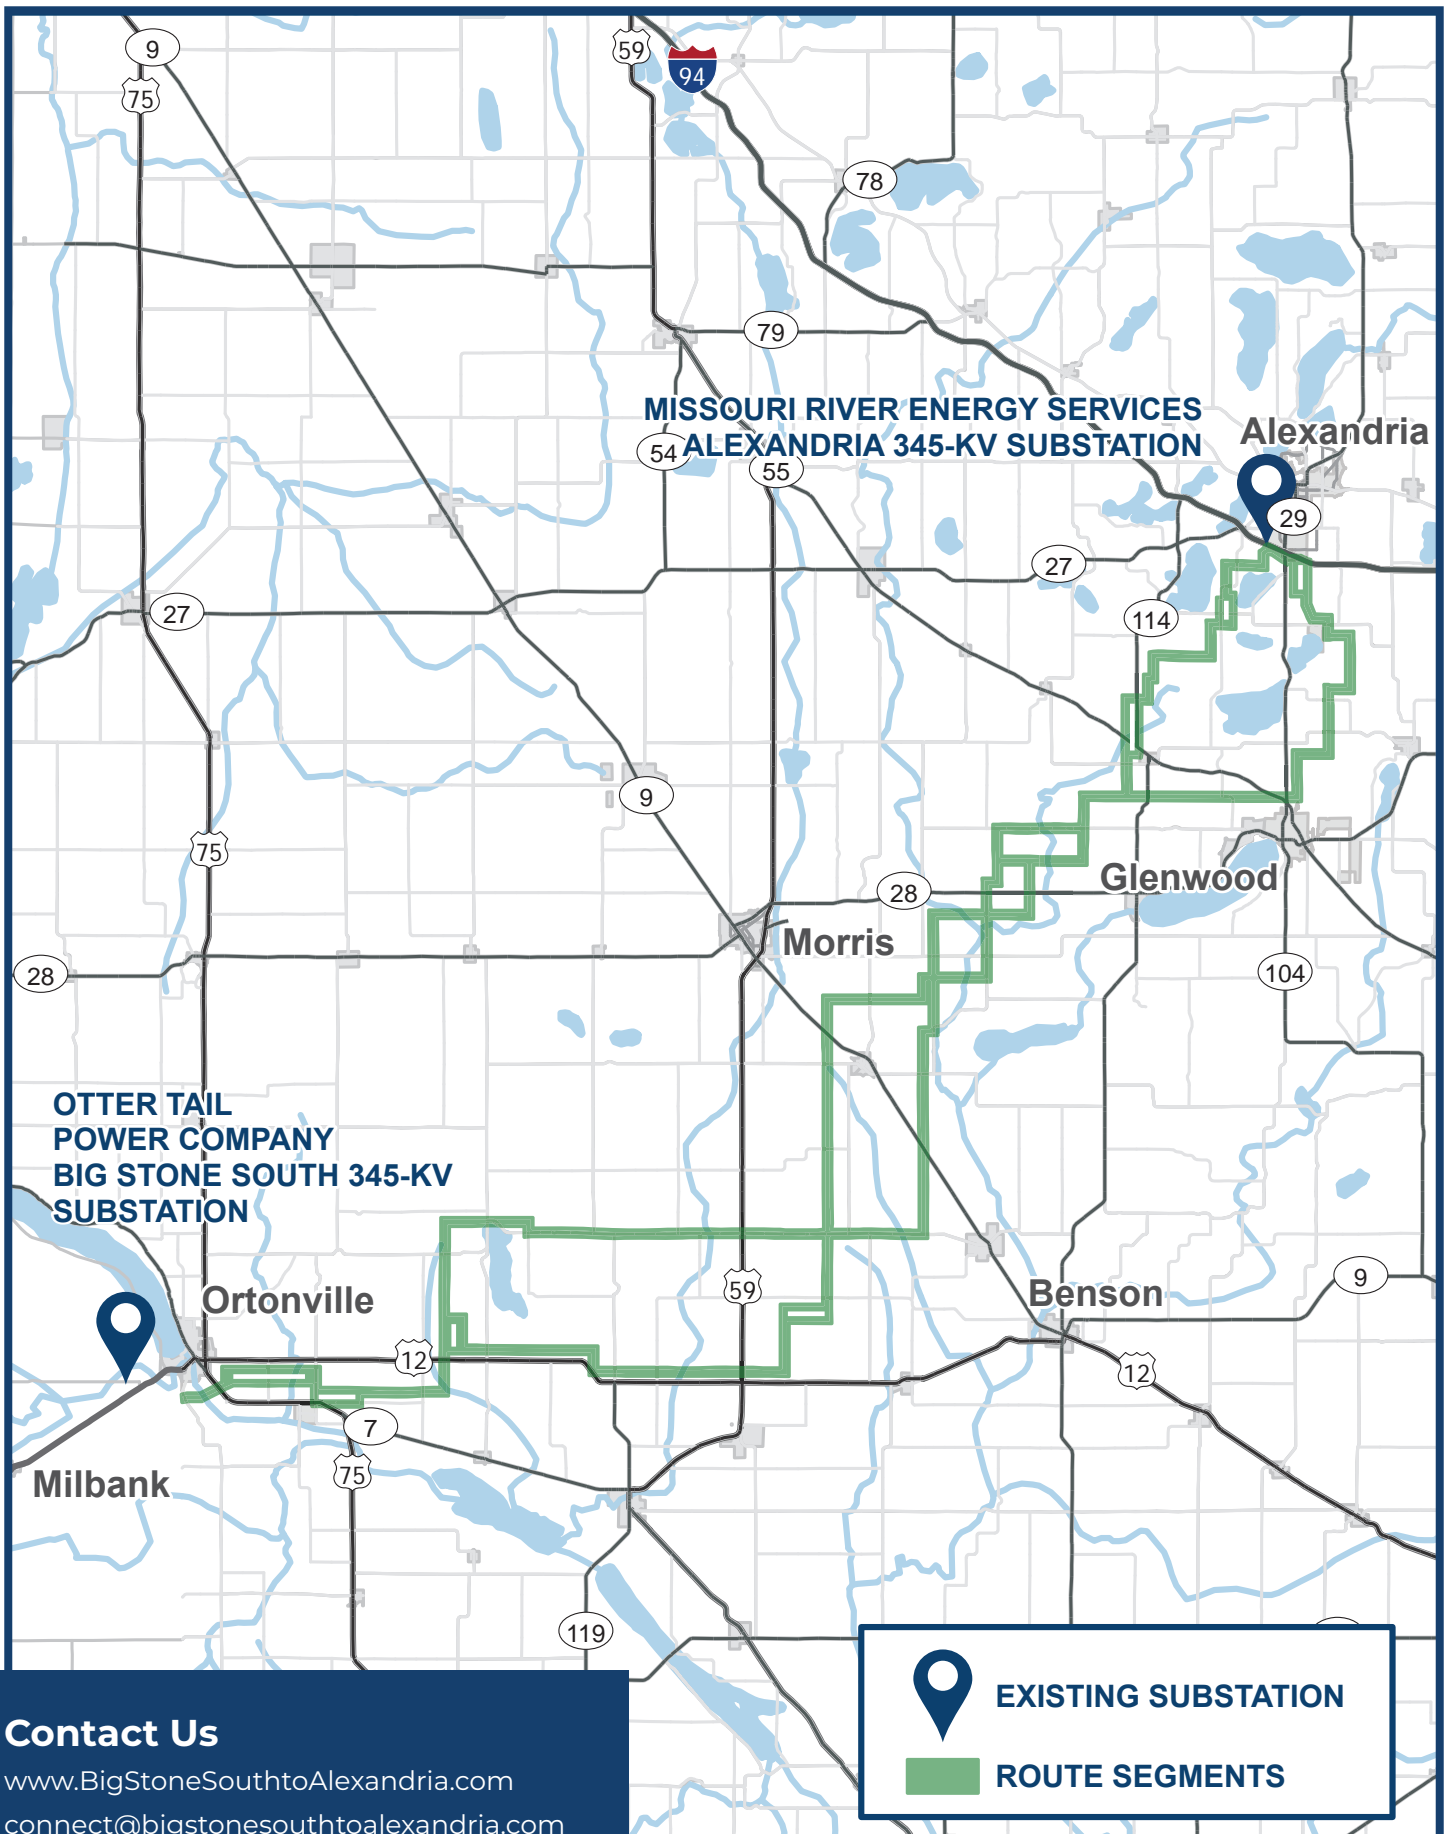 9
59
94
75
78
79
MISSOURI RIVER ENERGY SERVICES
ALEXANDRIA 345-KV SUBSTATION
Alexandria
54
55
29
27
114
27
9
75
Glenwood
28
Morris
28
104
OTTER TAIL
POWER COMPANY
BIG STONE SOUTH 345-KV
SUBSTATION
9
59
Benson
Ortonville
12
12
7
75
Milbank
119
EXISTING SUBSTATION
ROUTE SEGMENTS
Contact Us
www.BigStoneSouthtoAlexandria.com
connect@bigstonesouthtoalexandria.com